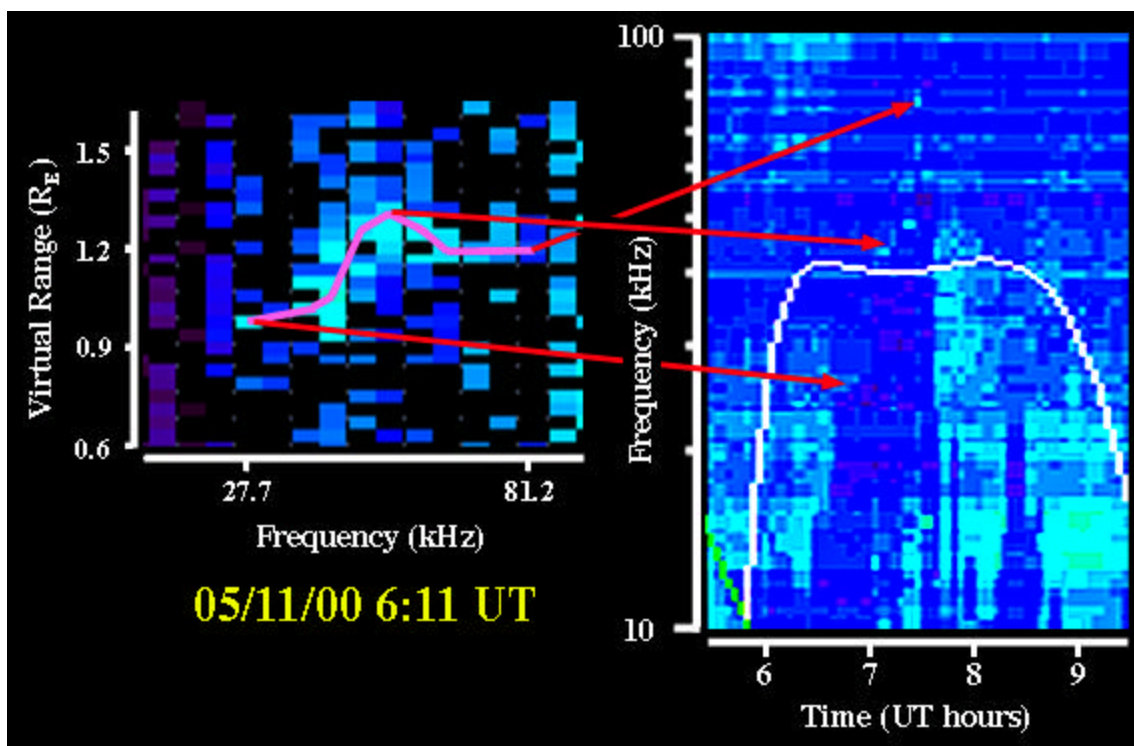 Virtual Range (RE)
1.5
1.2
0.9
0.6
27.7
81.2
Frequency (kHz)
05/11/00 6:11 UT
Frequency (kHz)
100
10
6
7
8
9
Time (UT hours)